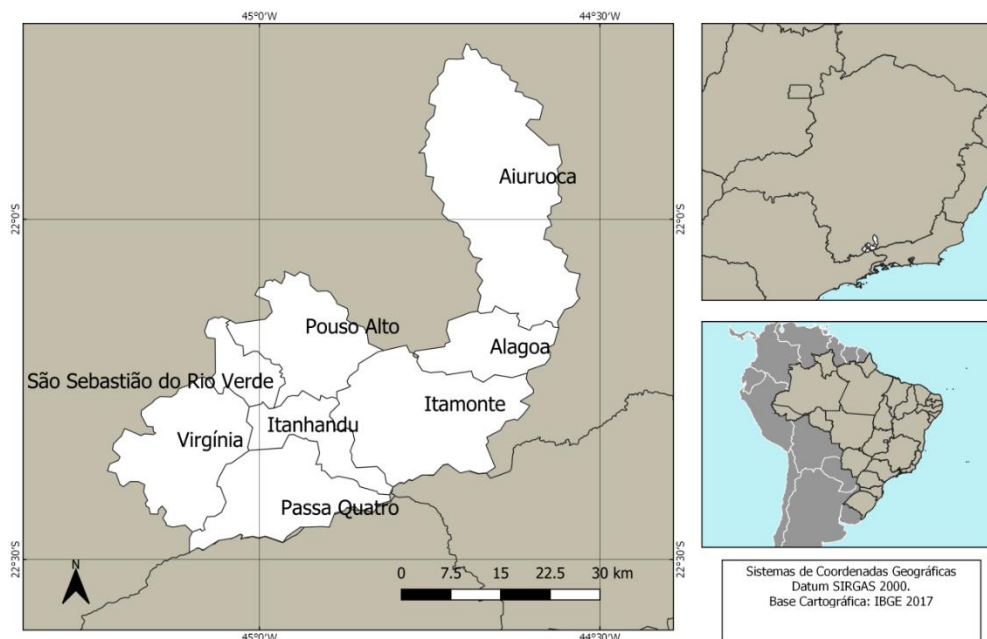 45°0'W
44°30'W
22°0'S
22°0'S
22°30'S
22°30'S
Aiuruoca
Pouso Alto
Alagoa
São Sebastião do Rio Verde
Itamonte
Itanhandu
Virgínia
Passa Quatro
N
0 7.5 15 22.5 30 km
45°0'W
44°30'W
Sistemas de Coordenadas Geográficas
Datum SIRGAS 2000.
Base Cartográfica: IBGE 2017